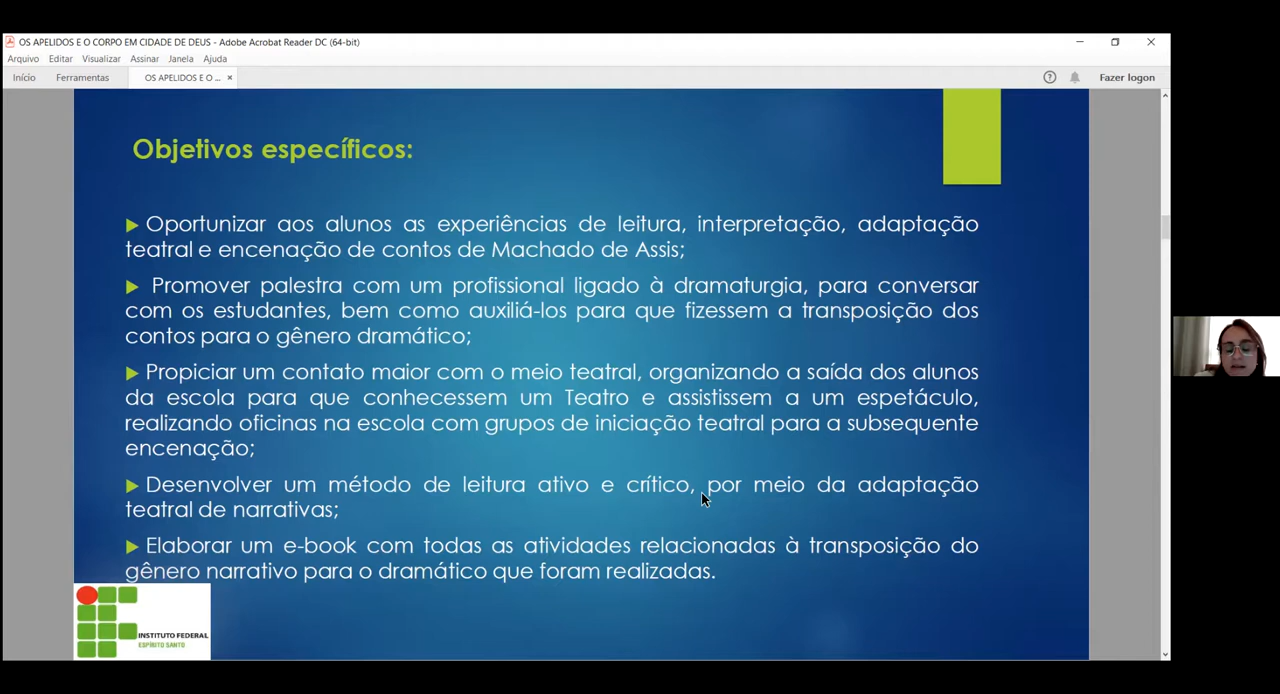 OS APELIDOS E O CORPO EM CIDADE DE DEUS - Adobe Acrobat Reader DC (64-bit)
Arquivo Editar Visualizar Assinar Janela Ajuda
Início Ferramentas OS APELIDOS E O ... × Fazer logon
Objetivos específicos:
Oportunizar aos alunos as experiências de leitura, interpretação, adaptação
teatral e encenação de contos de Machado de Assis;
Promover palestra com um profissional ligado à dramaturgia, para conversar
com os estudantes, bem como auxiliá-los para que fizessem a transposição dos
contos para o gênero dramático;
Propiciar um contato maior com o meio teatral, organizando a saída dos alunos
da escola para que conhecessem um Teatro e assistissem a um espetáculo,
realizando oficinas na escola com grupos de iniciação teatral para a subsequente
encenação;
Desenvolver um método de leitura ativo e crítico, por meio da adaptação
teatral de narrativas;
Elaborar um e-book com todas as atividades relacionadas à transposição do
gênero narrativo para o dramático que foram realizadas.
INSTITUTO FEDERAL
ESPÍRITO SANTO